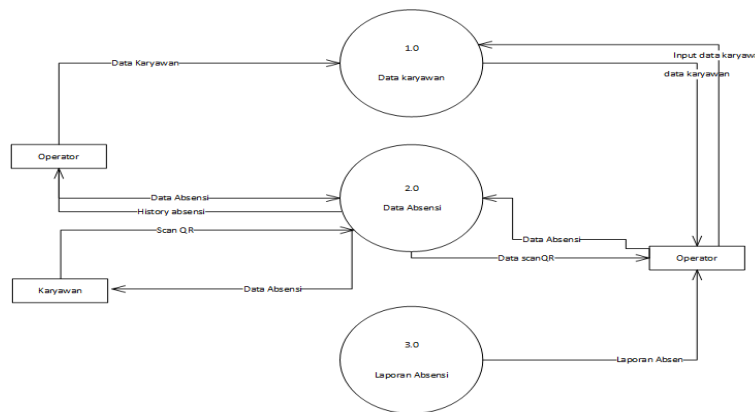 1.0
Data karyawan
Input data karyaw
data karyawan
Data Karyawan
Operator
2.0
Data Absensi
Data Absensi
History absensi
Scan QR
Data Absensi
Data scanQR
Operator
Karyawan
Data Absensi
3.0
Laporan Absensi
Laporan Absen